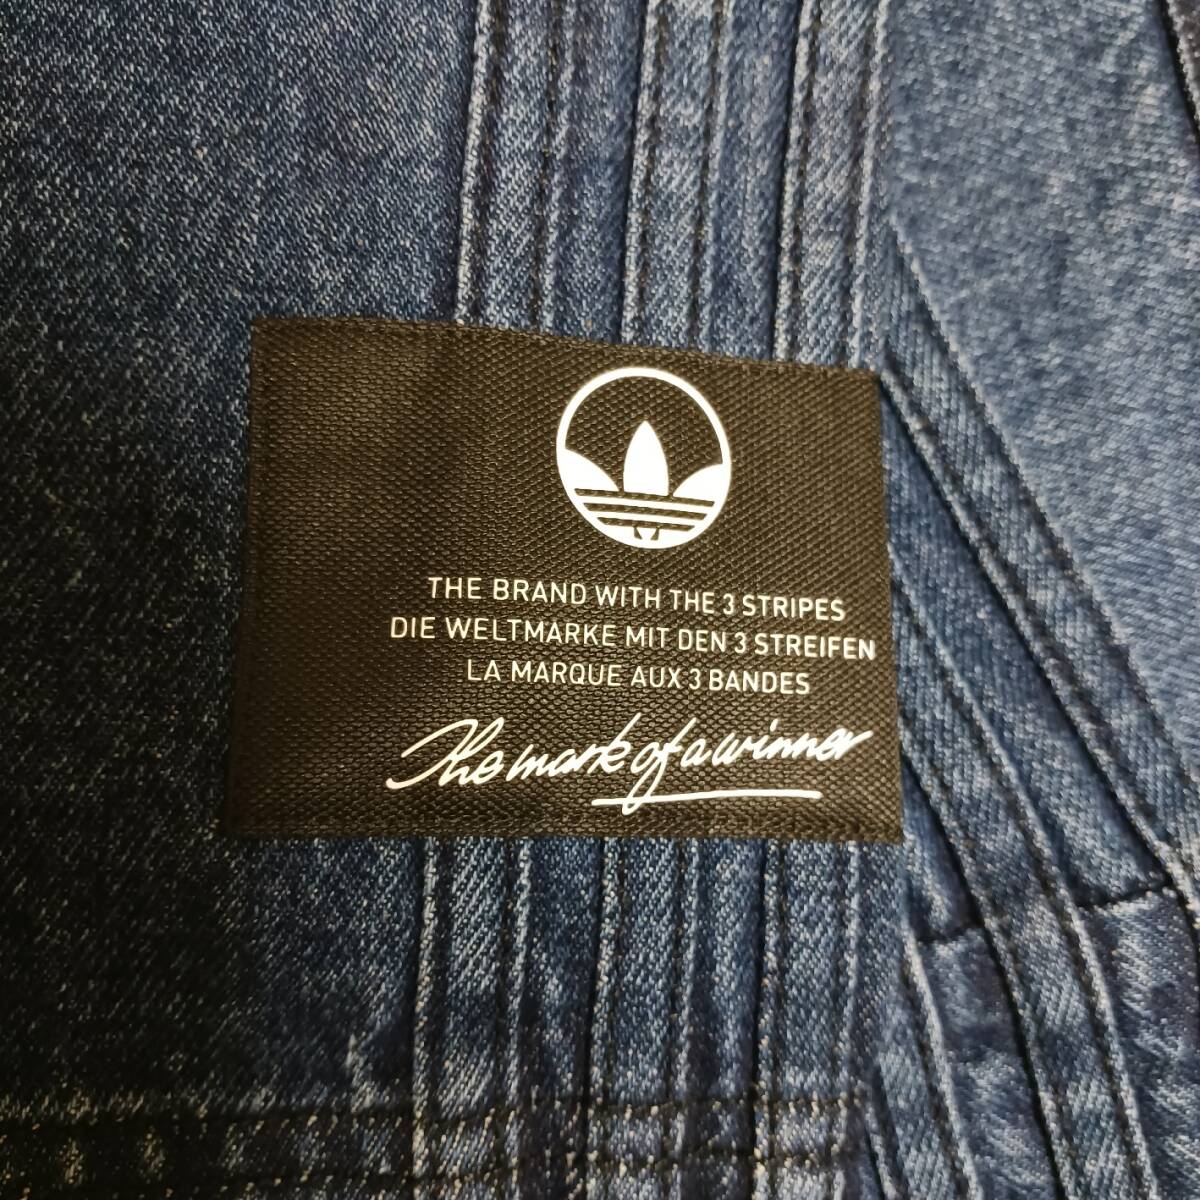 THE BRAND WITH THE 3 STRIPES
DIE WELTMARKE MIT DEN 3 STREIFEN
LA MARQUE AUX 3 BANDES
The mark of a winner